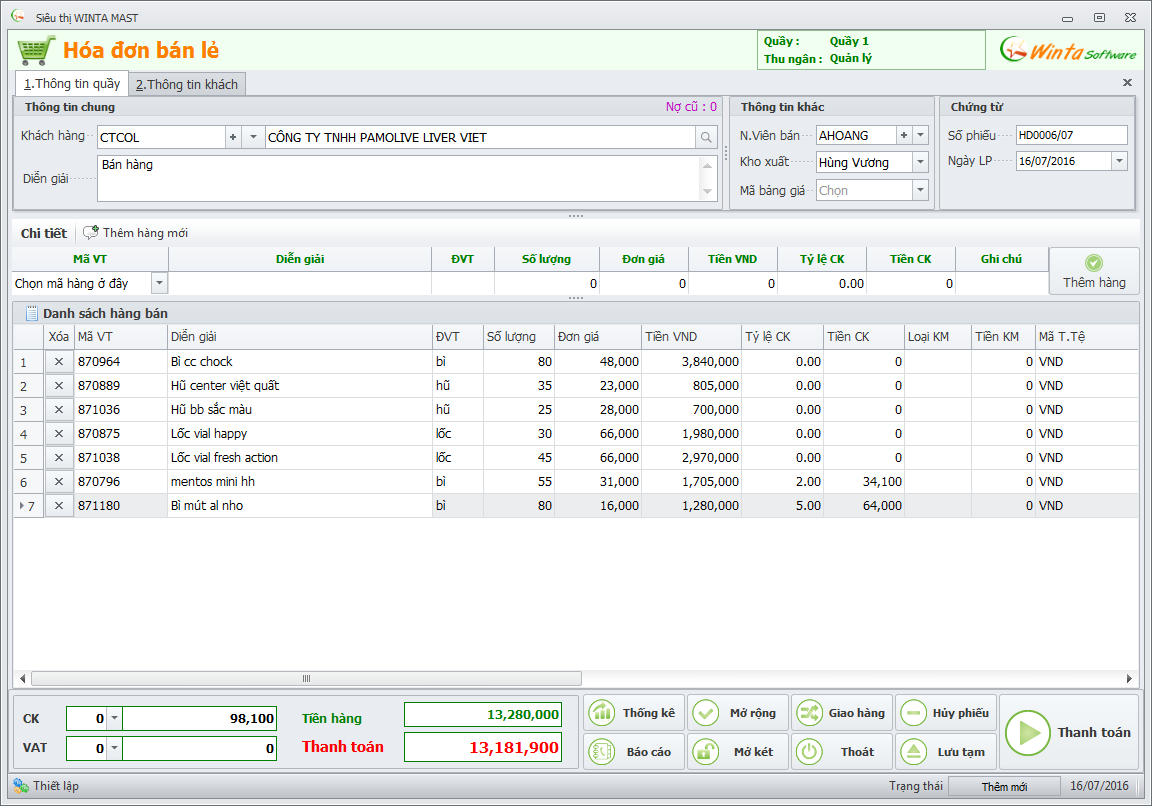 Siêu thị WINTA MAST
Hóa đơn bán lẻ
Quầy : Quầy 1
Thu ngân : Quản lý
Winta Software
1.Thông tin quầy 2.Thông tin khách
Thông tin chung Nợ cũ : 0 Thông tin khác Chứng từ
Khách hàng CTCOL CÔNG TY TNHH PAMOLIVE LIVER VIET N.Viên bán AHOANG Số phiếu HD0006/07
Diễn giải Bán hàng Kho xuất Hùng Vương Ngày LP 16/07/2016
Mã bảng giá Chọn
Chi tiết Thêm hàng mới
Mã VT Diễn giải ĐVT Số lượng Đơn giá Tiền VND Tỷ lệ CK Tiền CK Ghi chú
Chọn mã hàng ở đây 0 0 0 0.00 0 Thêm hàng
Danh sách hàng bán
Xóa Mã VT Diễn giải ĐVT Số lượng Đơn giá Tiền VND Tỷ lệ CK Tiền CK Loại KM Tiền KM Mã T.Tệ
1 870964 Bì cc chock bì 80 48,000 3,840,000 0.00 0 0 VND
2 870889 Hũ center việt quất hũ 35 23,000 805,000 0.00 0 0 VND
3 871036 Hũ bb sắc màu hũ 25 28,000 700,000 0.00 0 0 VND
4 870875 Lốc vial happy lốc 30 66,000 1,980,000 0.00 0 0 VND
5 871038 Lốc vial fresh action lốc 45 66,000 2,970,000 0.00 0 0 VND
6 870796 mentos mini hh bì 55 31,000 1,705,000 2.00 34,100 0 VND
7 871180 Bì mút al nho bì 80 16,000 1,280,000 5.00 64,000 0 VND
CK 0 98,100 Tiền hàng 13,280,000 Thống kê Mở rộng Giao hàng Hủy phiếu Thanh toán
VAT 0 0 Thanh toán 13,181,900 Báo cáo Mở két Thoát Lưu tạm
Thiết lập Trạng thái Thêm mới 16/07/2016